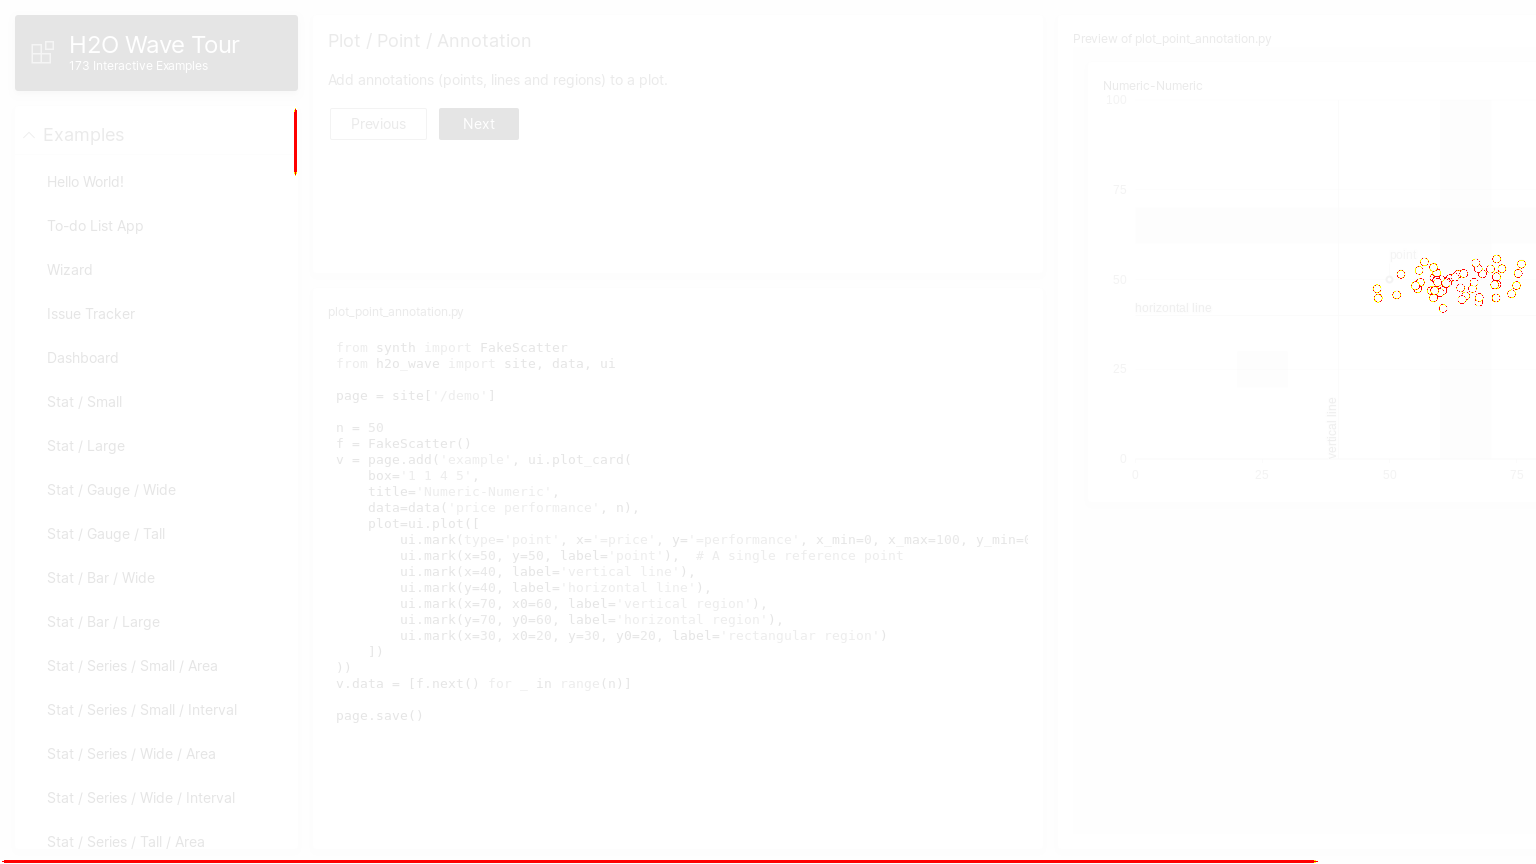 H2O Wave Tour
173 Interactive Examples
Examples
Hello World!
To-do List App
Wizard
Issue Tracker
Dashboard
Stat / Small
Stat / Large
Stat / Gauge / Wide
Stat / Gauge / Tall
Stat / Bar / Wide
Stat / Bar / Large
Stat / Series / Small / Area
Stat / Series / Small / Interval
Stat / Series / Wide / Area
Stat / Series / Wide / Interval
Stat / Series / Tall / Area
Plot / Point / Annotation
Add annotations (points, lines and regions) to a plot.
Previous
Next
plot_point_annotation.py
from synth import FakeScatter
from h2o_wave import site, data, ui
page = site['/demo']
n = 50
f = FakeScatter()
v = page.add('example', ui.plot_card(
box='1 1 4 5',
title='Numeric-Numeric',
data=data('price performance', n),
plot=ui.plot([
ui.mark(type='point', x='=price', y='=performance', x_min=0, x_max=100, y_min=
ui.mark(x=50, y=50, label='point'),  # A single reference point
ui.mark(x=40, label='vertical line'),
ui.mark(y=40, label='horizontal line'),
ui.mark(x=70, x0=60, label='vertical region'),
ui.mark(y=70, y0=60, label='horizontal region'),
ui.mark(x=30, x0=20, y=30, y0=20, label='rectangular region')
])
))
v.data = [f.next() for _ in range(n)]
page.save()
Preview of plot_point_annotation.py
Numeric-Numeric
100
75
point
50
horizontal line
25
vertical line
0
0
25
50
75